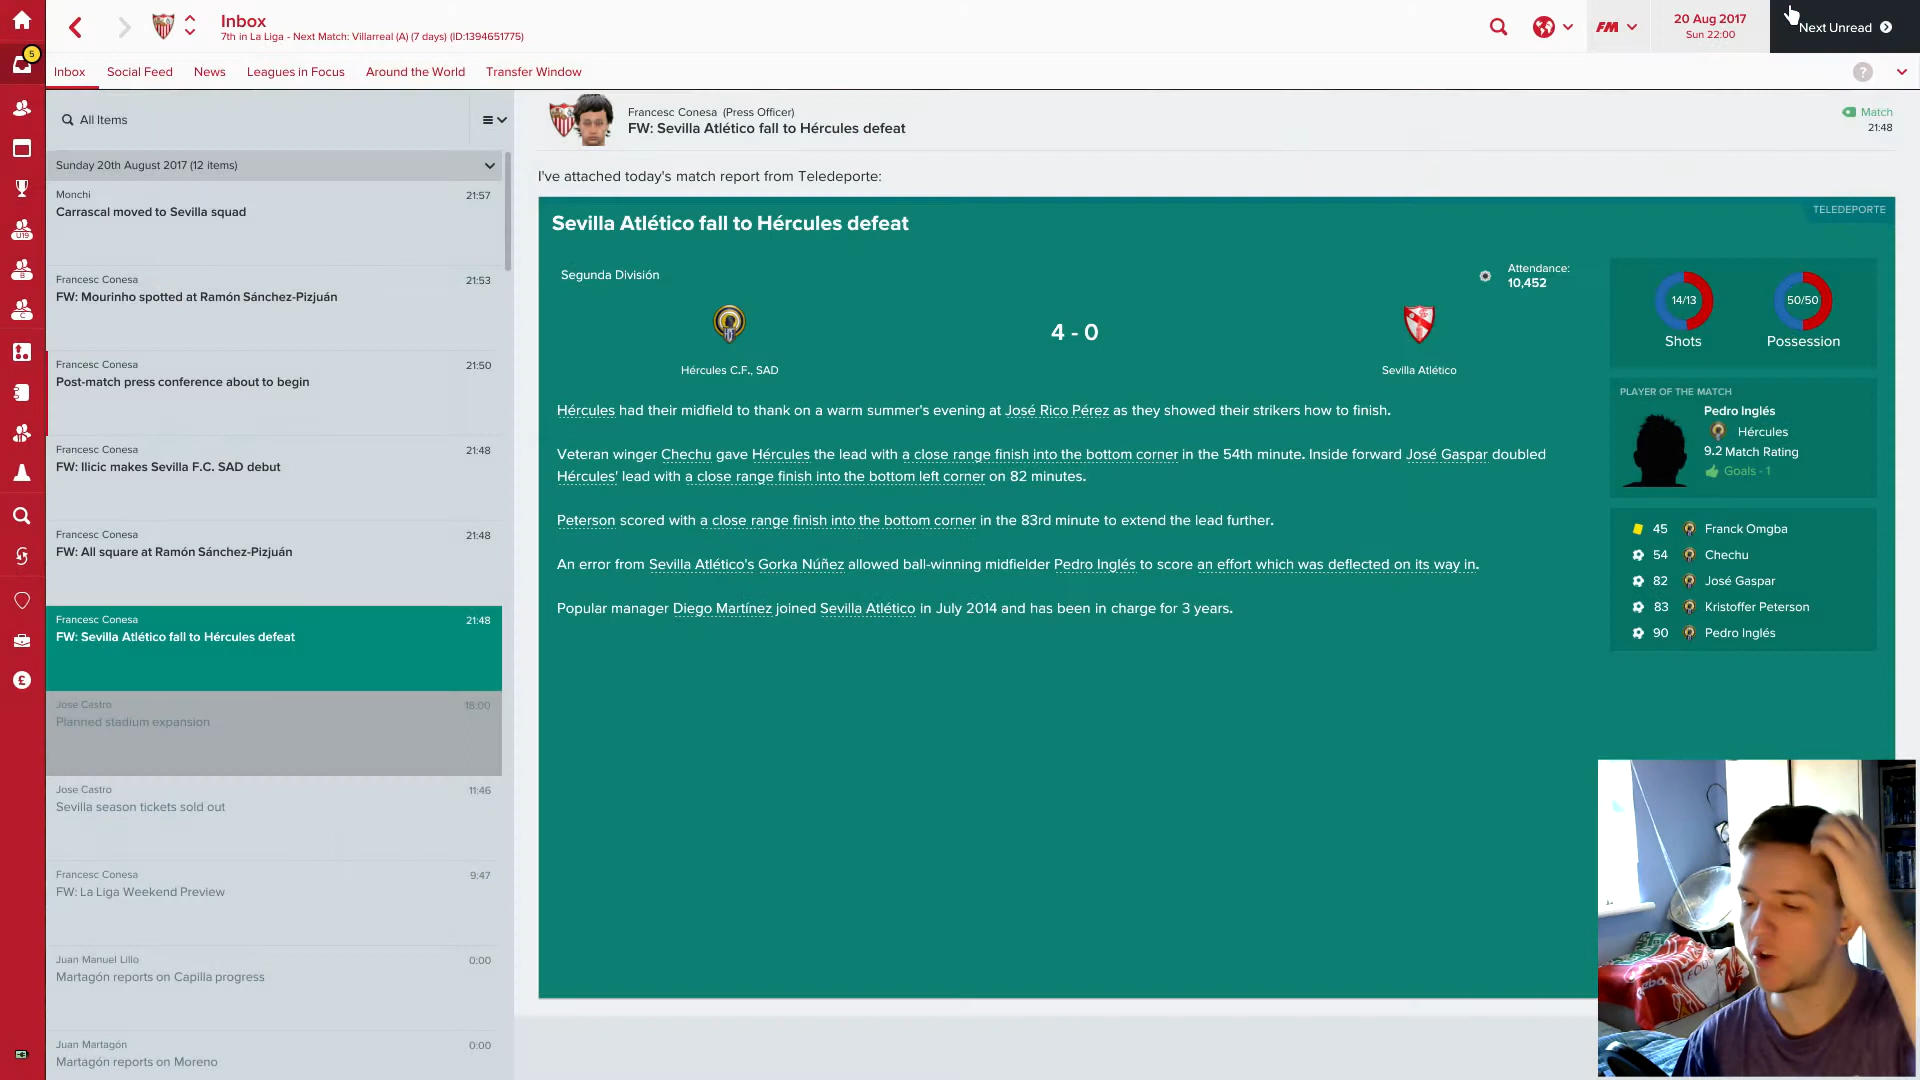 Inbox
7th in La Liga - Next Match: Villarreal (A) (7 days) (ID:1394651775)
FM
20 Aug 2017
Sun 22:00
Next Unread
5
Inbox
Social Feed
News
Leagues in Focus
Around the World
Transfer Window
?
All Items
Sunday 20th August 2017 (12 items)
Monchi 21:57
Carrascal moved to Sevilla squad
Francesc Conesa 21:53
FW: Mourinho spotted at Ramón Sánchez-Pizjuán
Francesc Conesa 21:50
Post-match press conference about to begin
Francesc Conesa 21:48
FW: Ilicic makes Sevilla F.C. SAD debut
Francesc Conesa 21:48
FW: All square at Ramón Sánchez-Pizjuán
Francesc Conesa 21:48
FW: Sevilla Atlético fall to Hércules defeat
Jose Castro 18:00
Planned stadium expansion
Jose Castro 11:46
Sevilla season tickets sold out
Francesc Conesa 9:47
FW: La Liga Weekend Preview
Juan Manuel Lillo 0:00
Martagón reports on Capilla progress
Juan Martagón 0:00
Martagón reports on Moreno
U19
B
C
£
Francesc Conesa (Press Officer)
FW: Sevilla Atlético fall to Hércules defeat
Match
21:48
I've attached today's match report from Teledeporte:
Sevilla Atlético fall to Hércules defeat
TELEDEPORTE
Segunda División
Attendance:
10,452
4 - 0
Hércules C.F., SAD
Sevilla Atlético
Hércules had their midfield to thank on a warm summer's evening at José Rico Pérez as they showed their strikers how to finish.
Veteran winger Chechu gave Hércules the lead with a close range finish into the bottom corner in the 54th minute. Inside forward José Gaspar doubled
Hércules' lead with a close range finish into the bottom left corner on 82 minutes.
Peterson scored with a close range finish into the bottom corner in the 83rd minute to extend the lead further.
An error from Sevilla Atlético's Gorka Núñez allowed ball-winning midfielder Pedro Inglés to score an effort which was deflected on its way in.
Popular manager Diego Martínez joined Sevilla Atlético in July 2014 and has been in charge for 3 years.
14/13
Shots
50/50
Possession
PLAYER OF THE MATCH
Pedro Inglés
Hércules
9.2 Match Rating
Goals - 1
45 Franck Omgba
54 Chechu
82 José Gaspar
83 Kristoffer Peterson
90 Pedro Inglés